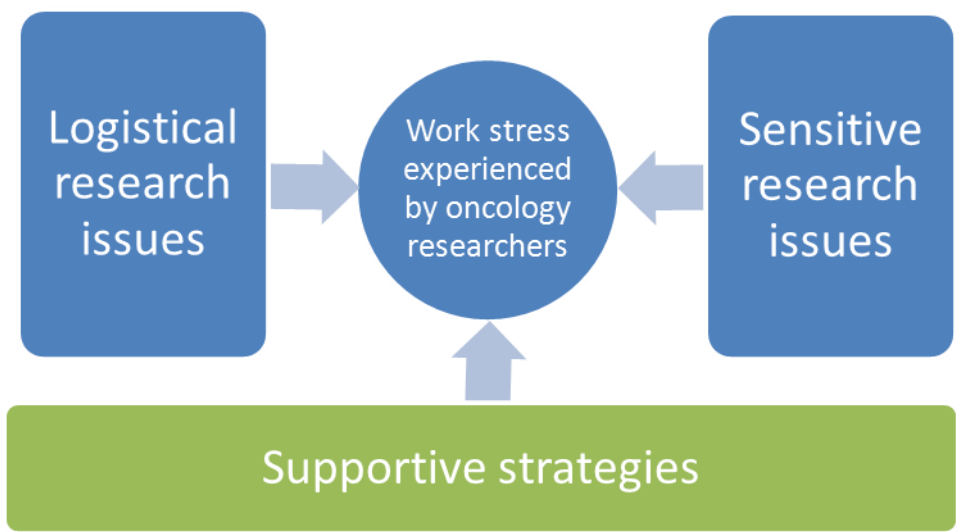 Logistical
research
issues
Work stress
experienced
by oncology
researchers
Sensitive
research
issues
Supportive strategies